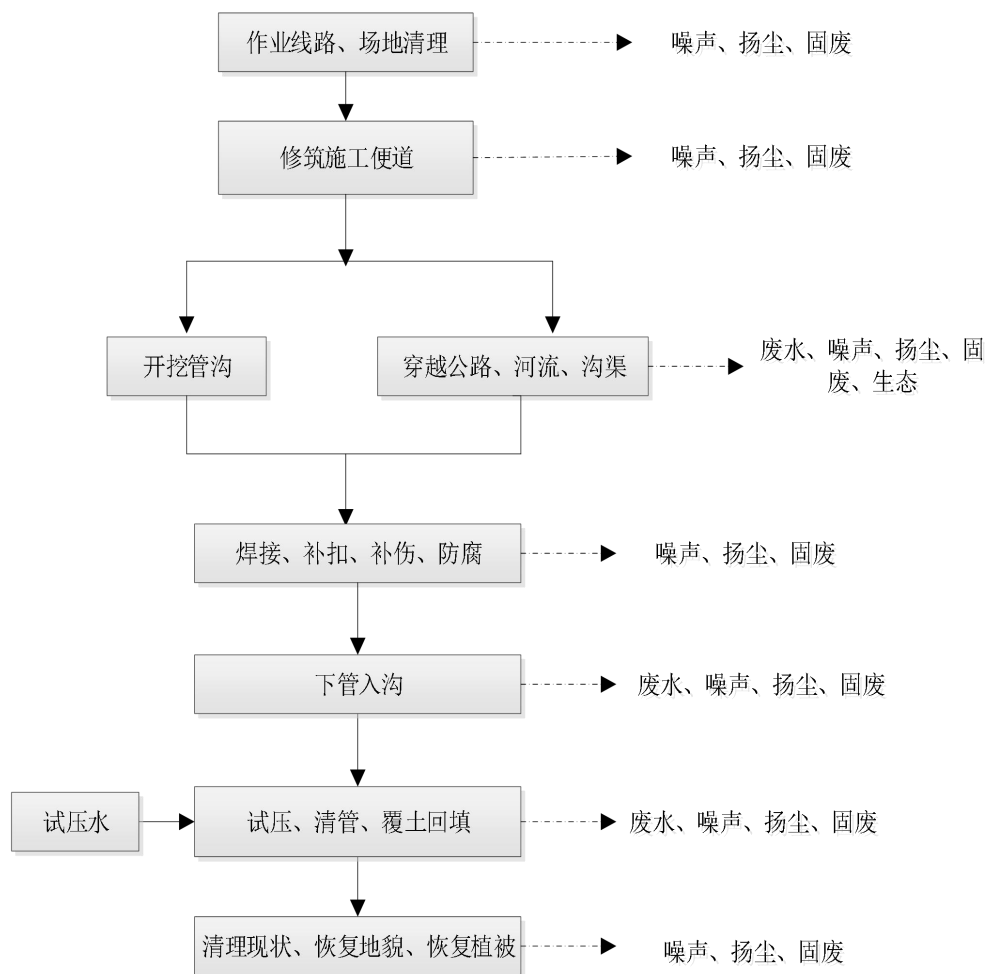 作业线路、场地清理
噪声、扬尘、固废
修筑施工便道
噪声、扬尘、固废
开挖管沟
穿越公路、河流、沟渠
废水、噪声、扬尘、固
废、生态
焊接、补扣、补伤、防腐
噪声、扬尘、固废
下管入沟
废水、噪声、扬尘、固废
试压水
试压、清管、覆土回填
废水、噪声、扬尘、固废
清理现状、恢复地貌、恢复植被
噪声、扬尘、固废